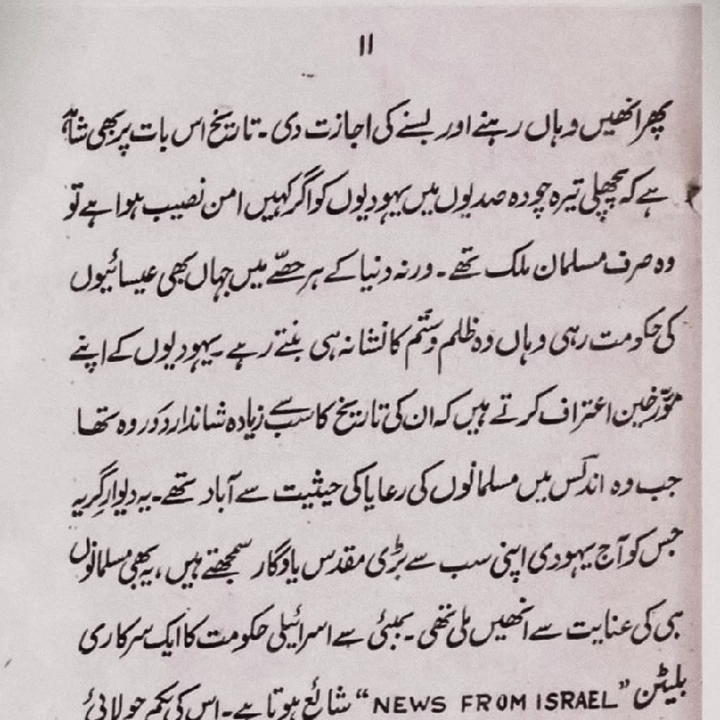 ۱۱
پھر انھیں وہاں رہنے اور بسنے کی اجازت دی۔ تاریخ اس بات پر بھی شاہد
ہے کہ پچھلی تیرہ چودہ صدیوں میں یہودیوں کو اگر کہیں امن نصیب ہوا ہے تو
وہ صرف مسلمان ملک تھے۔ ورنہ دنیا کے ہر حصّے میں جہاں بھی عیسائیوں
کی حکومت رہی وہاں وہ ظلم و ستم کا نشانہ ہی بنتے رہے۔ یہودیوں کے اپنے
مورّخین اعتراف کرتے ہیں کہ ان کی تاریخ کا سب سے زیادہ شاندار دَور وہ تھا
جب وہ اندلس میں مسلمانوں کی رعایا کی حیثیت سے آباد تھے۔ یہ دیوارِ گریہ
جس کو آج یہودی اپنی سب سے بڑی مقدس یادگار سمجھتے ہیں، یہ بھی مسلمانوں
ہی کی عنایت سے انھیں ملی تھی۔ بمبئی سے اسرائیلی حکومت کا ایک سرکاری
بلیٹن "NEWS FROM ISRAEL" شائع ہوتا ہے۔ اس کی یکم جولائی